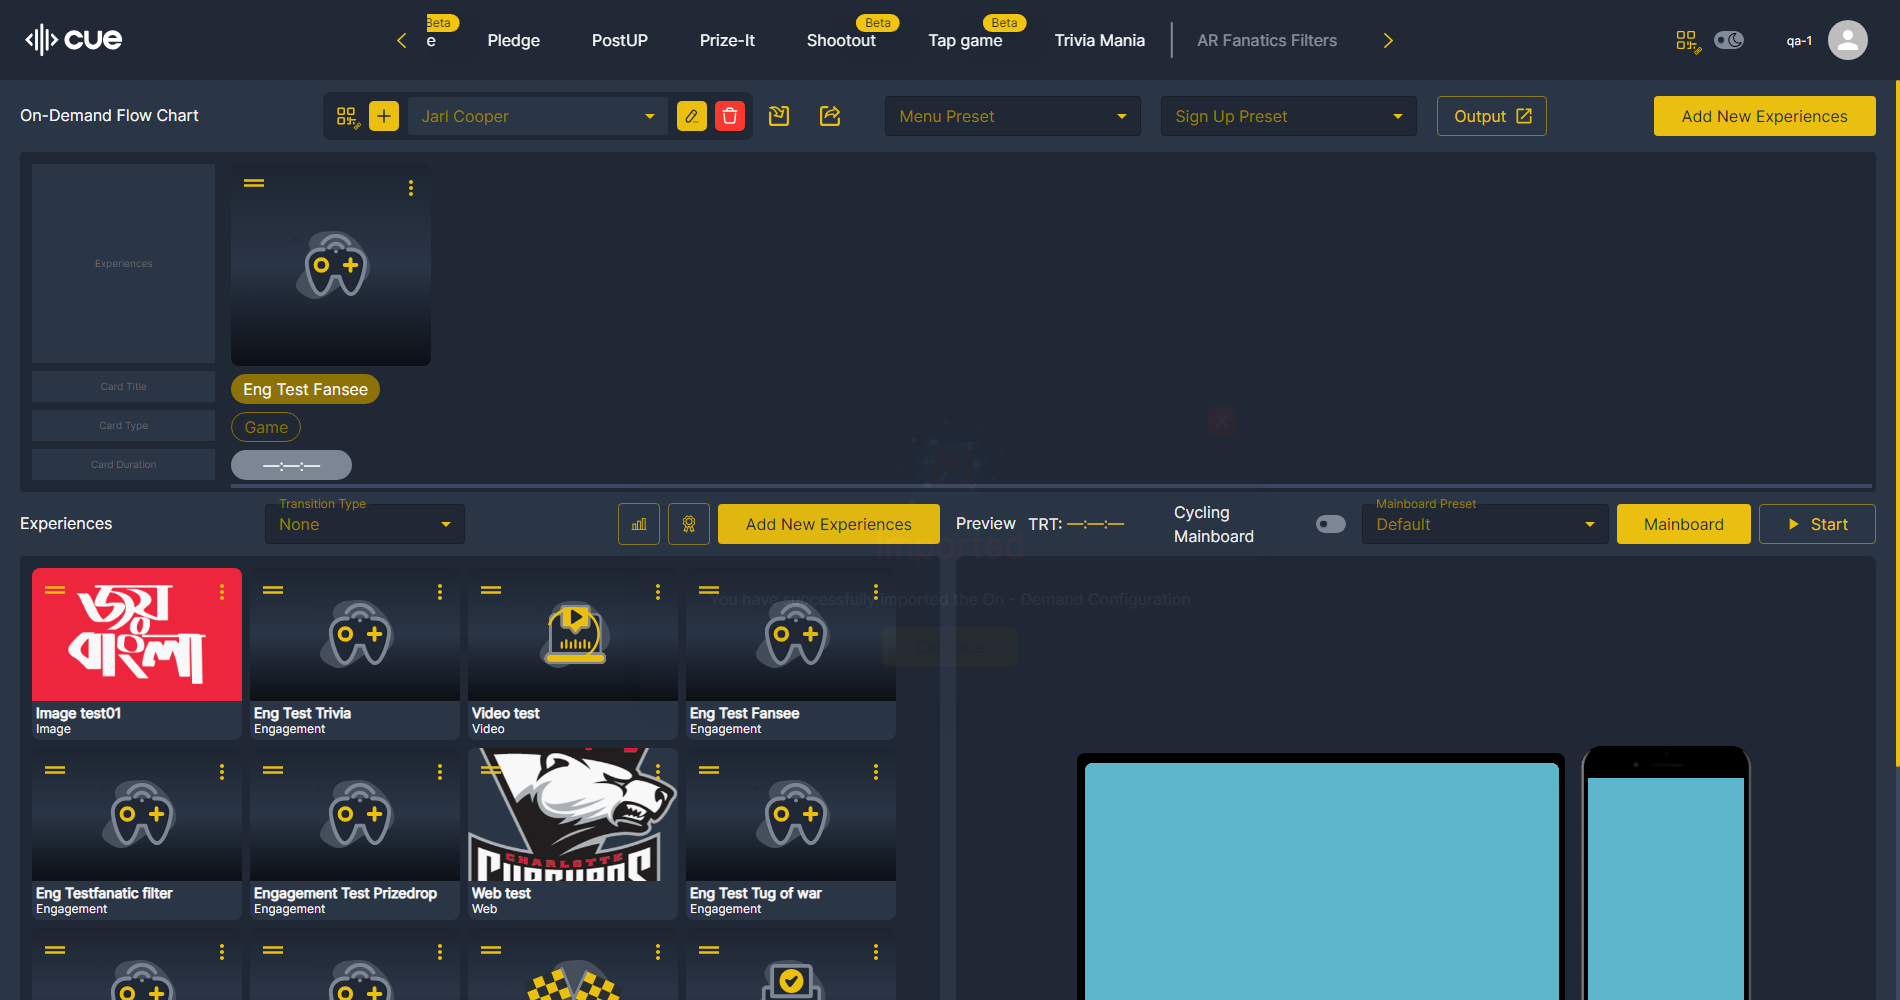 cue
Beta
e
Pledge
PostUP
Prize-It
Beta
Shootout
Beta
Tap game
Trivia Mania
AR Fanatics Filters
qa-1
On-Demand Flow Chart
Jarl Cooper
Menu Preset
Sign Up Preset
Output
Add New Experiences
Experiences
Card Title
Eng Test Fansee
Card Type
Game
Card Duration
—:—:—
Experiences
Transition Type
None
Add New Experiences
Preview
TRT: —:—:—
Cycling
Mainboard
Mainboard Preset
Default
Mainboard
Start
Imported
You have successfully imported the On - Demand Configuration
জয়
বাংলা
Image test01
Image
Eng Test Trivia
Engagement
Video test
Video
Eng Test Fansee
Engagement
Eng Testfanatic filter
Engagement
Engagement Test Prizedrop
Engagement
CHARLOTTE
Web test
Web
Eng Test Tug of war
Engagement